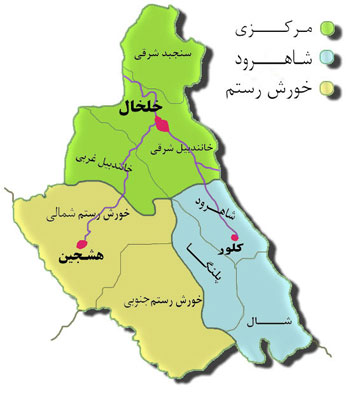 مرکزی
شاهرود
خورش رستم
سنجبد شرقی
خلخال
خانندبیل شرقی
خانندبیل غربی
شاهرود
خورش رستم شمالی
کلور
هشجین
پلنگا
خورش رستم جنوبی
شال